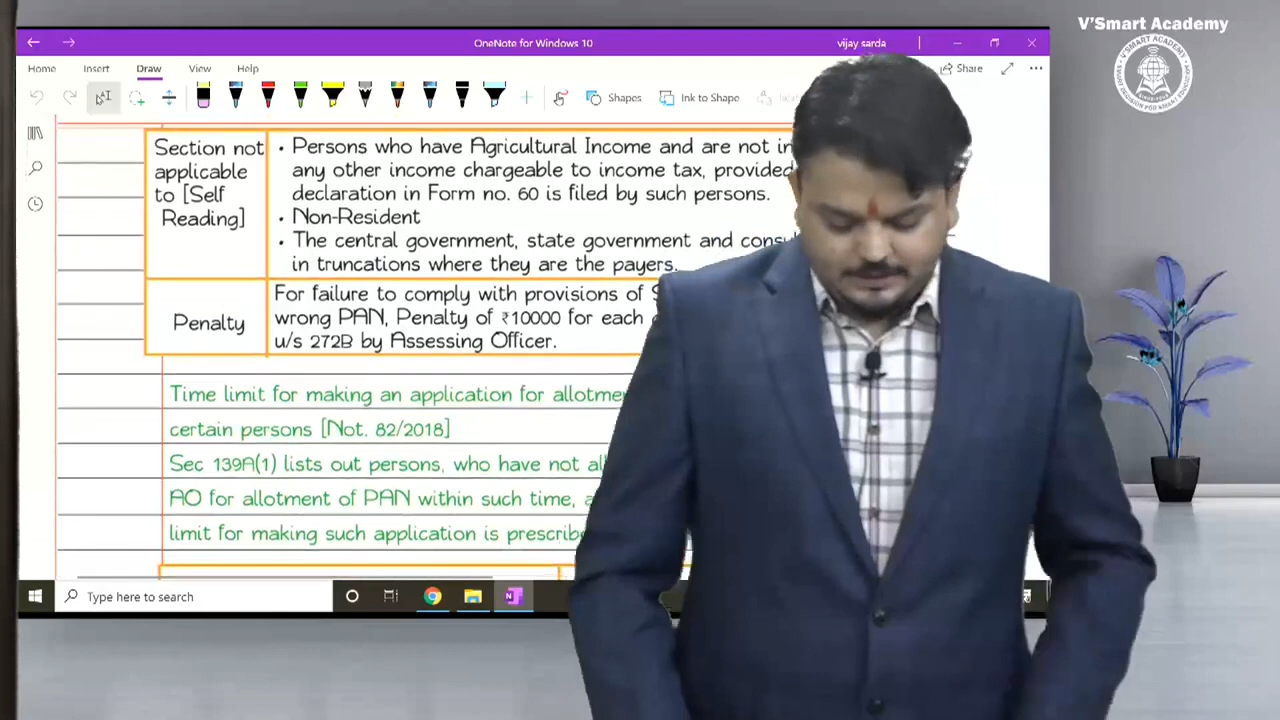 V'Smart Academy
OneNote for Windows 10
vijay sarda
Home Insert Draw View Help
Share
Shapes Ink to Shape
Section not
applicable
to [Self
Reading]
• Persons who have Agricultural Income and are not in
any other income chargeable to income tax, provided
declaration in Form no. 60 is filed by such persons.
• Non-Resident
• The central government, state government and
in truncations where they are the payers.
Penalty
For failure to comply with provisions of
wrong PAN, Penalty of ₹10000 for each
u/s 272B by Assessing Officer.
Time limit for making an application for
certain persons [Not. 82/2018]
Sec 139A(1) lists out persons, who have not
AO for allotment of PAN within such time,
limit for making such application is
Type here to search